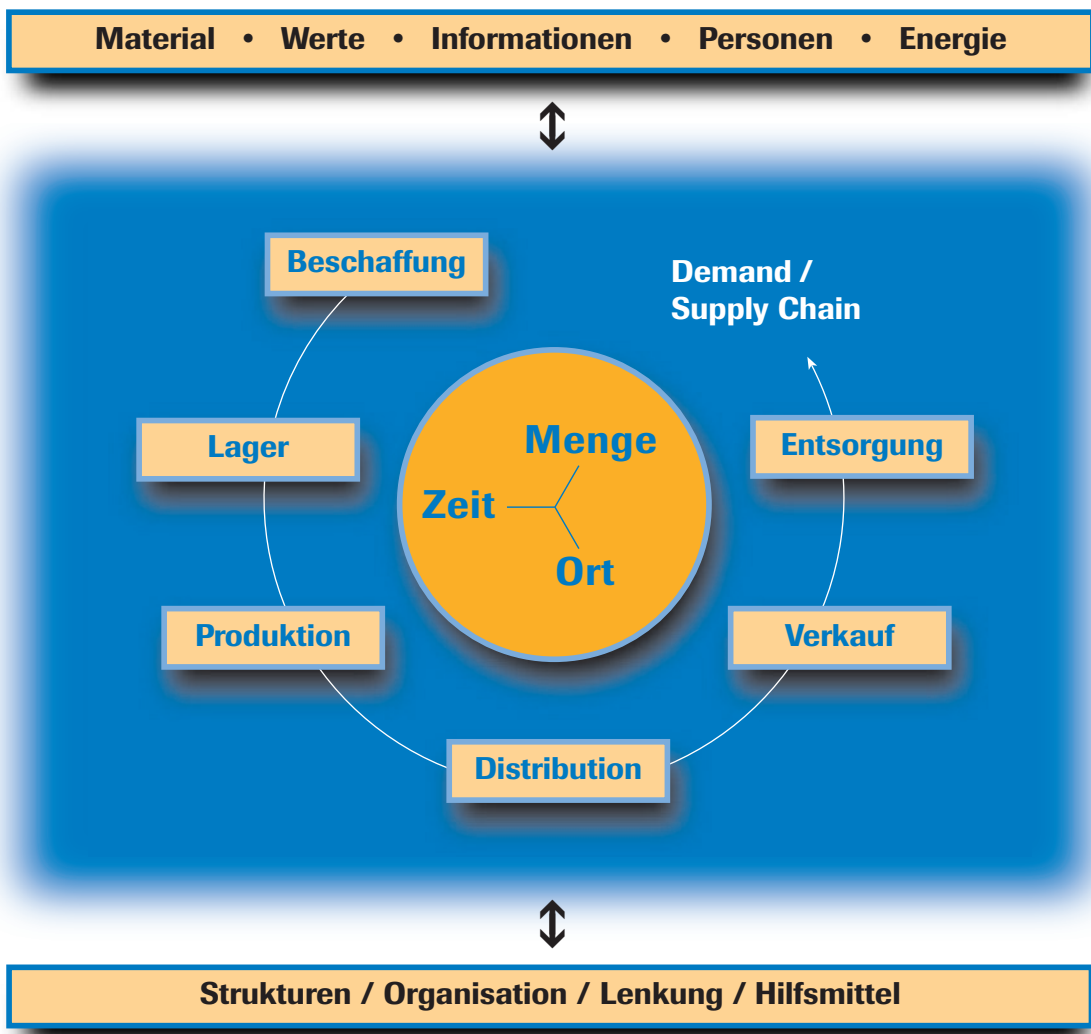 Material • Werte • Informationen • Personen • Energie
Beschaffung
Demand /
Supply Chain
Lager
Menge
Zeit
Ort
Entsorgung
Produktion
Verkauf
Distribution
Strukturen / Organisation / Lenkung / Hilfsmittel